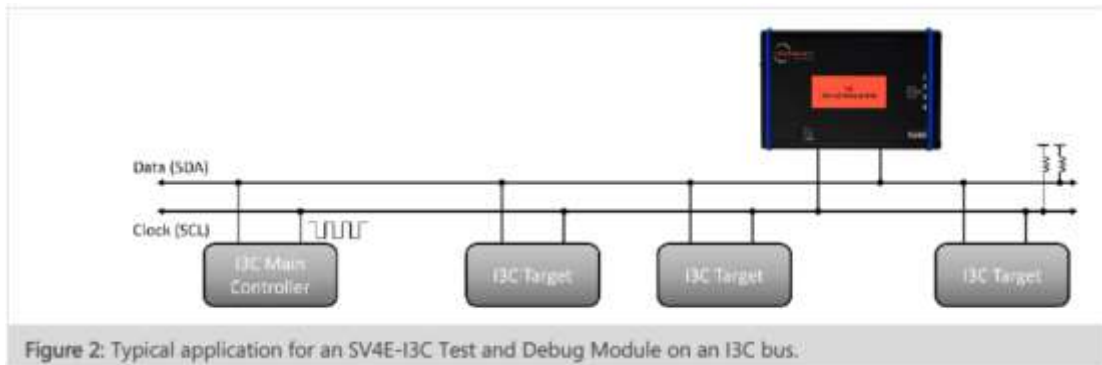 Data (SDA)
Clock (SCL)
I3C Main
Controller
I3C Target
I3C Target
I3C Target
Figure 2: Typical application for an SV4E-I3C Test and Debug Module on an I3C bus.